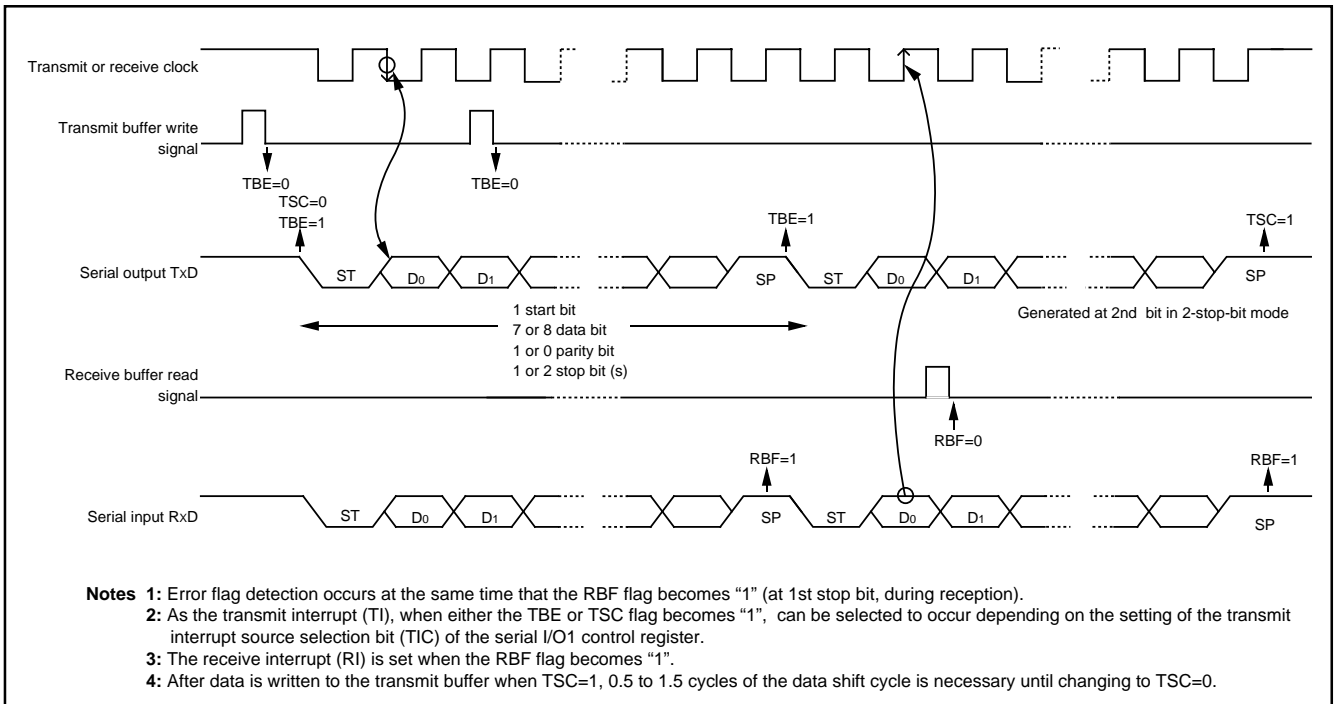 Transmit or receive clock
Transmit buffer write
signal
TBE=0
TSC=0
TBE=1
TBE=0
TBE=1
TSC=1
Serial output TxD
ST
D0
D1
SP
ST
D0
D1
SP
1 start bit
7 or 8 data bit
1 or 0 parity bit
1 or 2 stop bit (s)
Generated at 2nd bit in 2-stop-bit mode
Receive buffer read
signal
RBF=0
RBF=1
RBF=1
Serial input RxD
ST
D0
D1
SP
ST
D0
D1
SP
Notes 1: Error flag detection occurs at the same time that the RBF flag becomes “1” (at 1st stop bit, during reception).
2: As the transmit interrupt (TI), when either the TBE or TSC flag becomes “1”, can be selected to occur depending on the setting of the transmit
interrupt source selection bit (TIC) of the serial I/O1 control register.
3: The receive interrupt (RI) is set when the RBF flag becomes “1”.
4: After data is written to the transmit buffer when TSC=1, 0.5 to 1.5 cycles of the data shift cycle is necessary until changing to TSC=0.